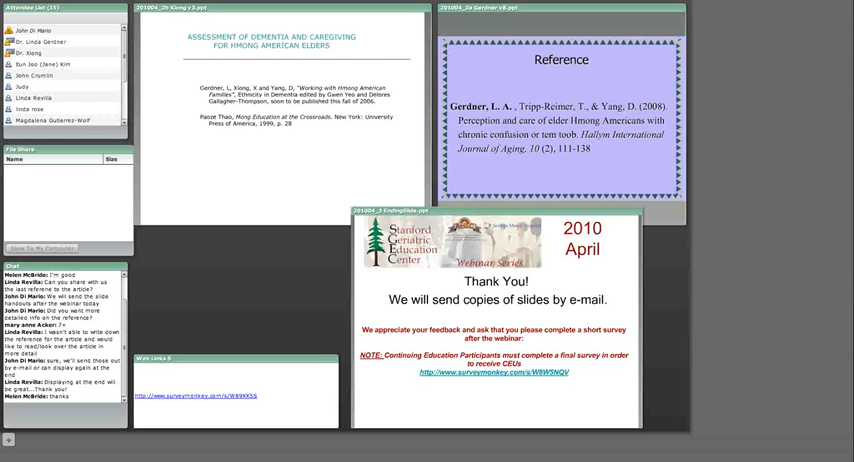 Attendee List (15)
John Di Mario
Dr. Linda Gerdner
Dr. Xiong
Eun Joo (Jane) Kim
John Crumlin
Judy
Linda Revilla
linda rose
Magdalena Gutierrez-Wolf
File Share
Name Size
Save To My Computer
Chat
Melen McBride: I'm good
Linda Revilla: Can you share with us
the last referene to the article?
John Di Mario: We will send the slide
handouts after the webinar today
John Di Mario: Did you want more
detailed info on the reference?
mary anne Acker: 7+
Linda Revilla: I wasn't able to write down
the reference for the article and would
like to read/look over the article in
more detail
John Di Mario: sure, we'll send those out
by e-mail or can display again at the
end
Linda Revilla: Displaying at the end will
be great...Thank you!
Melen McBride: thanks
201004_2b Xiong v3.ppt
ASSESSMENT OF DEMENTIA AND CAREGIVING
FOR HMONG AMERICAN ELDERS
Gerdner, L, Xiong, X and Yang, D, "Working with Hmong American
Families", Ethnicity in Dementia edited by Gwen Yeo and Delores
Gallagher-Thompson, soon to be published this fall of 2006.
Paoze Thao, Mong Education at the Crossroads. New York: University
Press of America, 1999, p. 28
201004_2a Gerdner v8.ppt
Reference
Gerdner, L. A. , Tripp-Reimer, T., & Yang, D. (2008).
Perception and care of elder Hmong Americans with
chronic confusion or tem toob. Hallym International
Journal of Aging, 10 (2), 111-138
Web Links 5
http://www.surveymonkey.com/s/W89KK5S
201004_3 EndingSlide.ppt
Stanford
Geriatric
Education
Center
Webinar Series
2010
April
Thank You!
We will send copies of slides by e-mail.
We appreciate your feedback and ask that you please complete a short survey
after the webinar:
NOTE: Continuing Education Participants must complete a final survey in order
to receive CEUs
http://www.surveymonkey.com/s/W8W5NQV